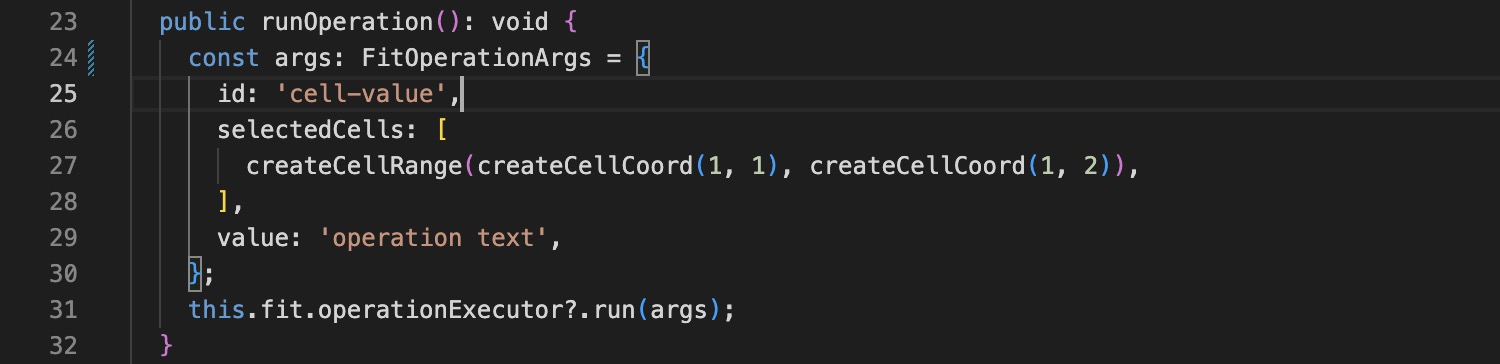 23 public runOperation(): void {
24 const args: FitOperationArgs = {
25 id: 'cell-value',
26 selectedCells: [
27 createCellRange(createCellCoord(1, 1), createCellCoord(1, 2)),
28 ],
29 value: 'operation text',
30 };
31 this.fit.operationExecutor?.run(args);
32 }